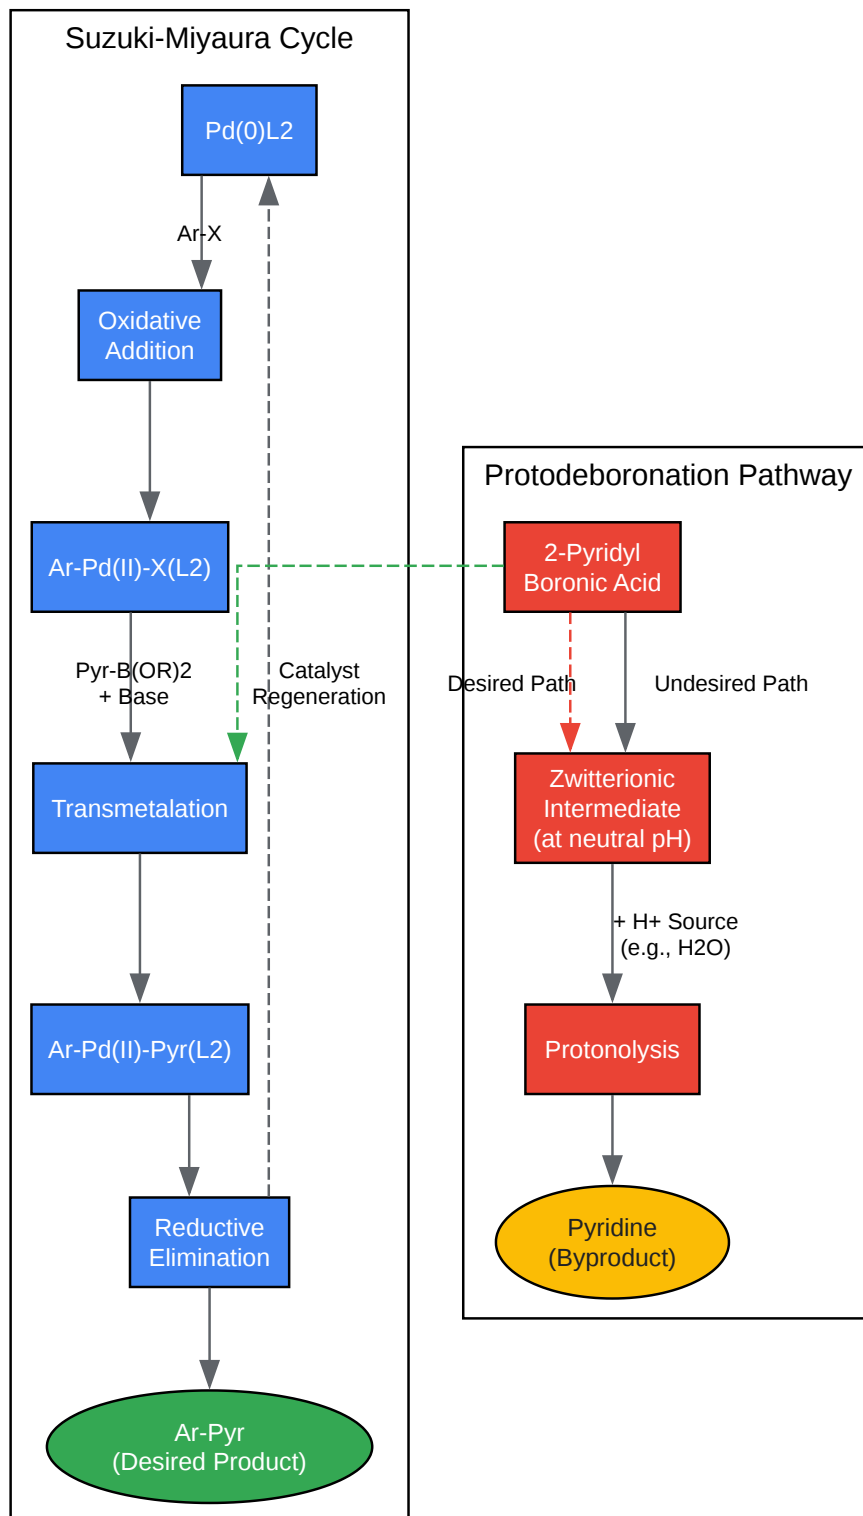 Suzuki-Miyaura Cycle
Pd(0)L2
Ar-X
Oxidative
Addition
Ar-Pd(II)-X(L2)
Pyr-B(OR)2
+ Base
Catalyst
Regeneration
Transmetalation
Ar-Pd(II)-Pyr(L2)
Reductive
Elimination
Ar-Pyr
(Desired Product)
Protodeboronation Pathway
2-Pyridyl
Boronic Acid
Desired Path
Undesired Path
Zwitterionic
Intermediate
(at neutral pH)
+ H+ Source
(e.g., H2O)
Protonolysis
Pyridine
(Byproduct)